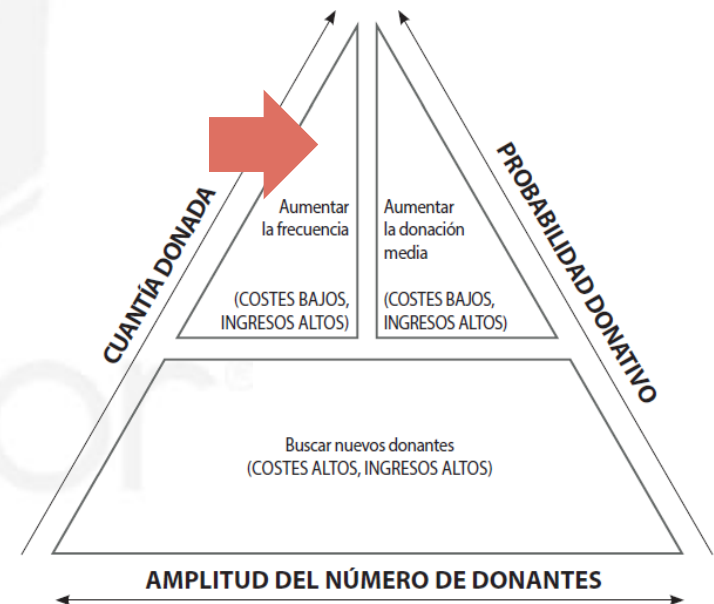 CUANTÍA DONADA
PROBABILIDAD DONATIVO
Aumentar
la frecuencia
(COSTES BAJOS,
INGRESOS ALTOS)
Aumentar
la donación
media
(COSTES BAJOS,
INGRESOS ALTOS)
Buscar nuevos donantes
(COSTES ALTOS, INGRESOS ALTOS)
AMPLITUD DEL NÚMERO DE DONANTES